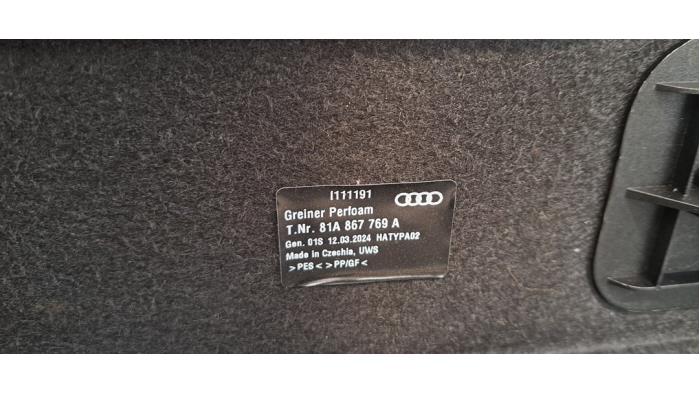 I111191
Greiner Perfoam
T.Nr. 81A 867 769 A
Gen. 01S 12.03.2024 HATYPA02
Made in Czechia, UWS
>PES< >PP/GF<